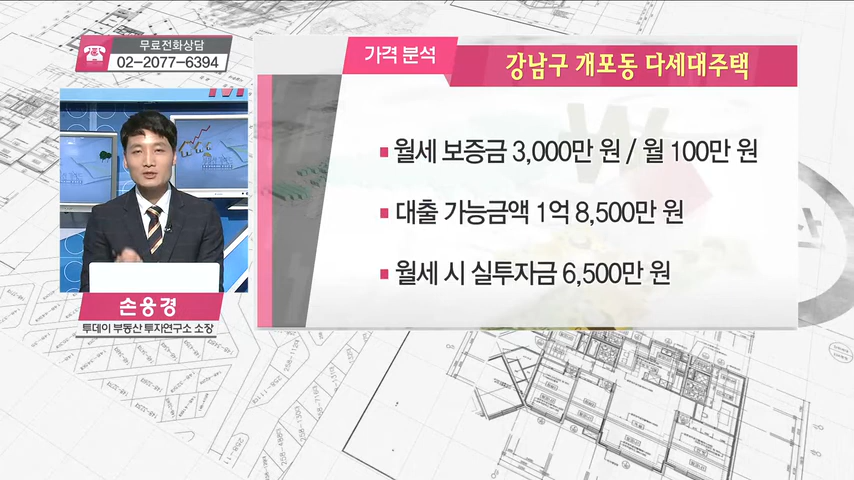 무료전화상담
02-2077-6394
가격 분석
강남구 개포동 다세대주택
월세 보증금 3,000만 원 / 월 100만 원
대출 가능금액 1억 8,500만 원
월세 시 실투자금 6,500만 원
손용경
투데이 부동산 투자연구소 소장